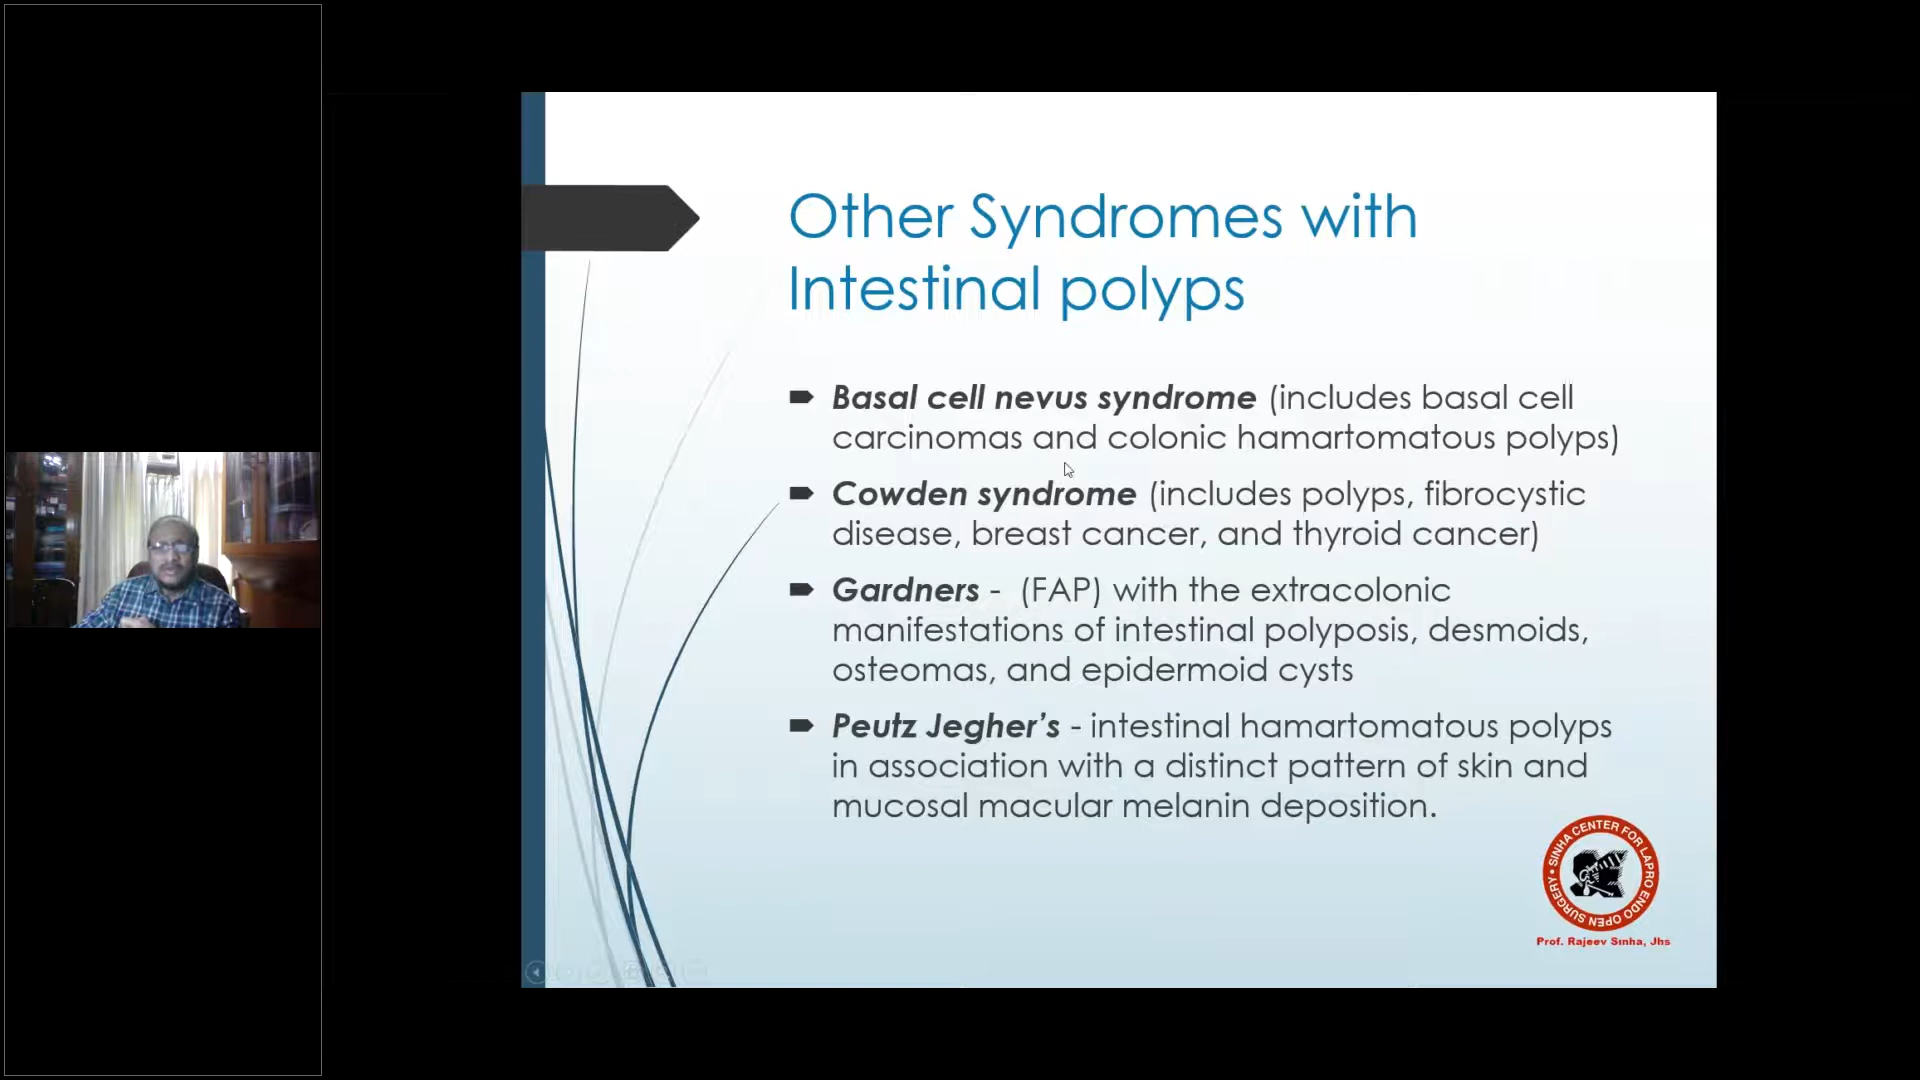 Other Syndromes with
Intestinal polyps
Basal cell nevus syndrome (includes basal cell
carcinomas and colonic hamartomatous polyps)
Cowden syndrome (includes polyps, fibrocystic
disease, breast cancer, and thyroid cancer)
Gardners - (FAP) with the extracolonic
manifestations of intestinal polyposis, desmoids,
osteomas, and epidermoid cysts
Peutz Jegher’s - intestinal hamartomatous polyps
in association with a distinct pattern of skin and
mucosal macular melanin deposition.
SINHA CENTER FOR LAPRO ENDO OPEN SURGERY
Prof. Rajeev Sinha, Jhs